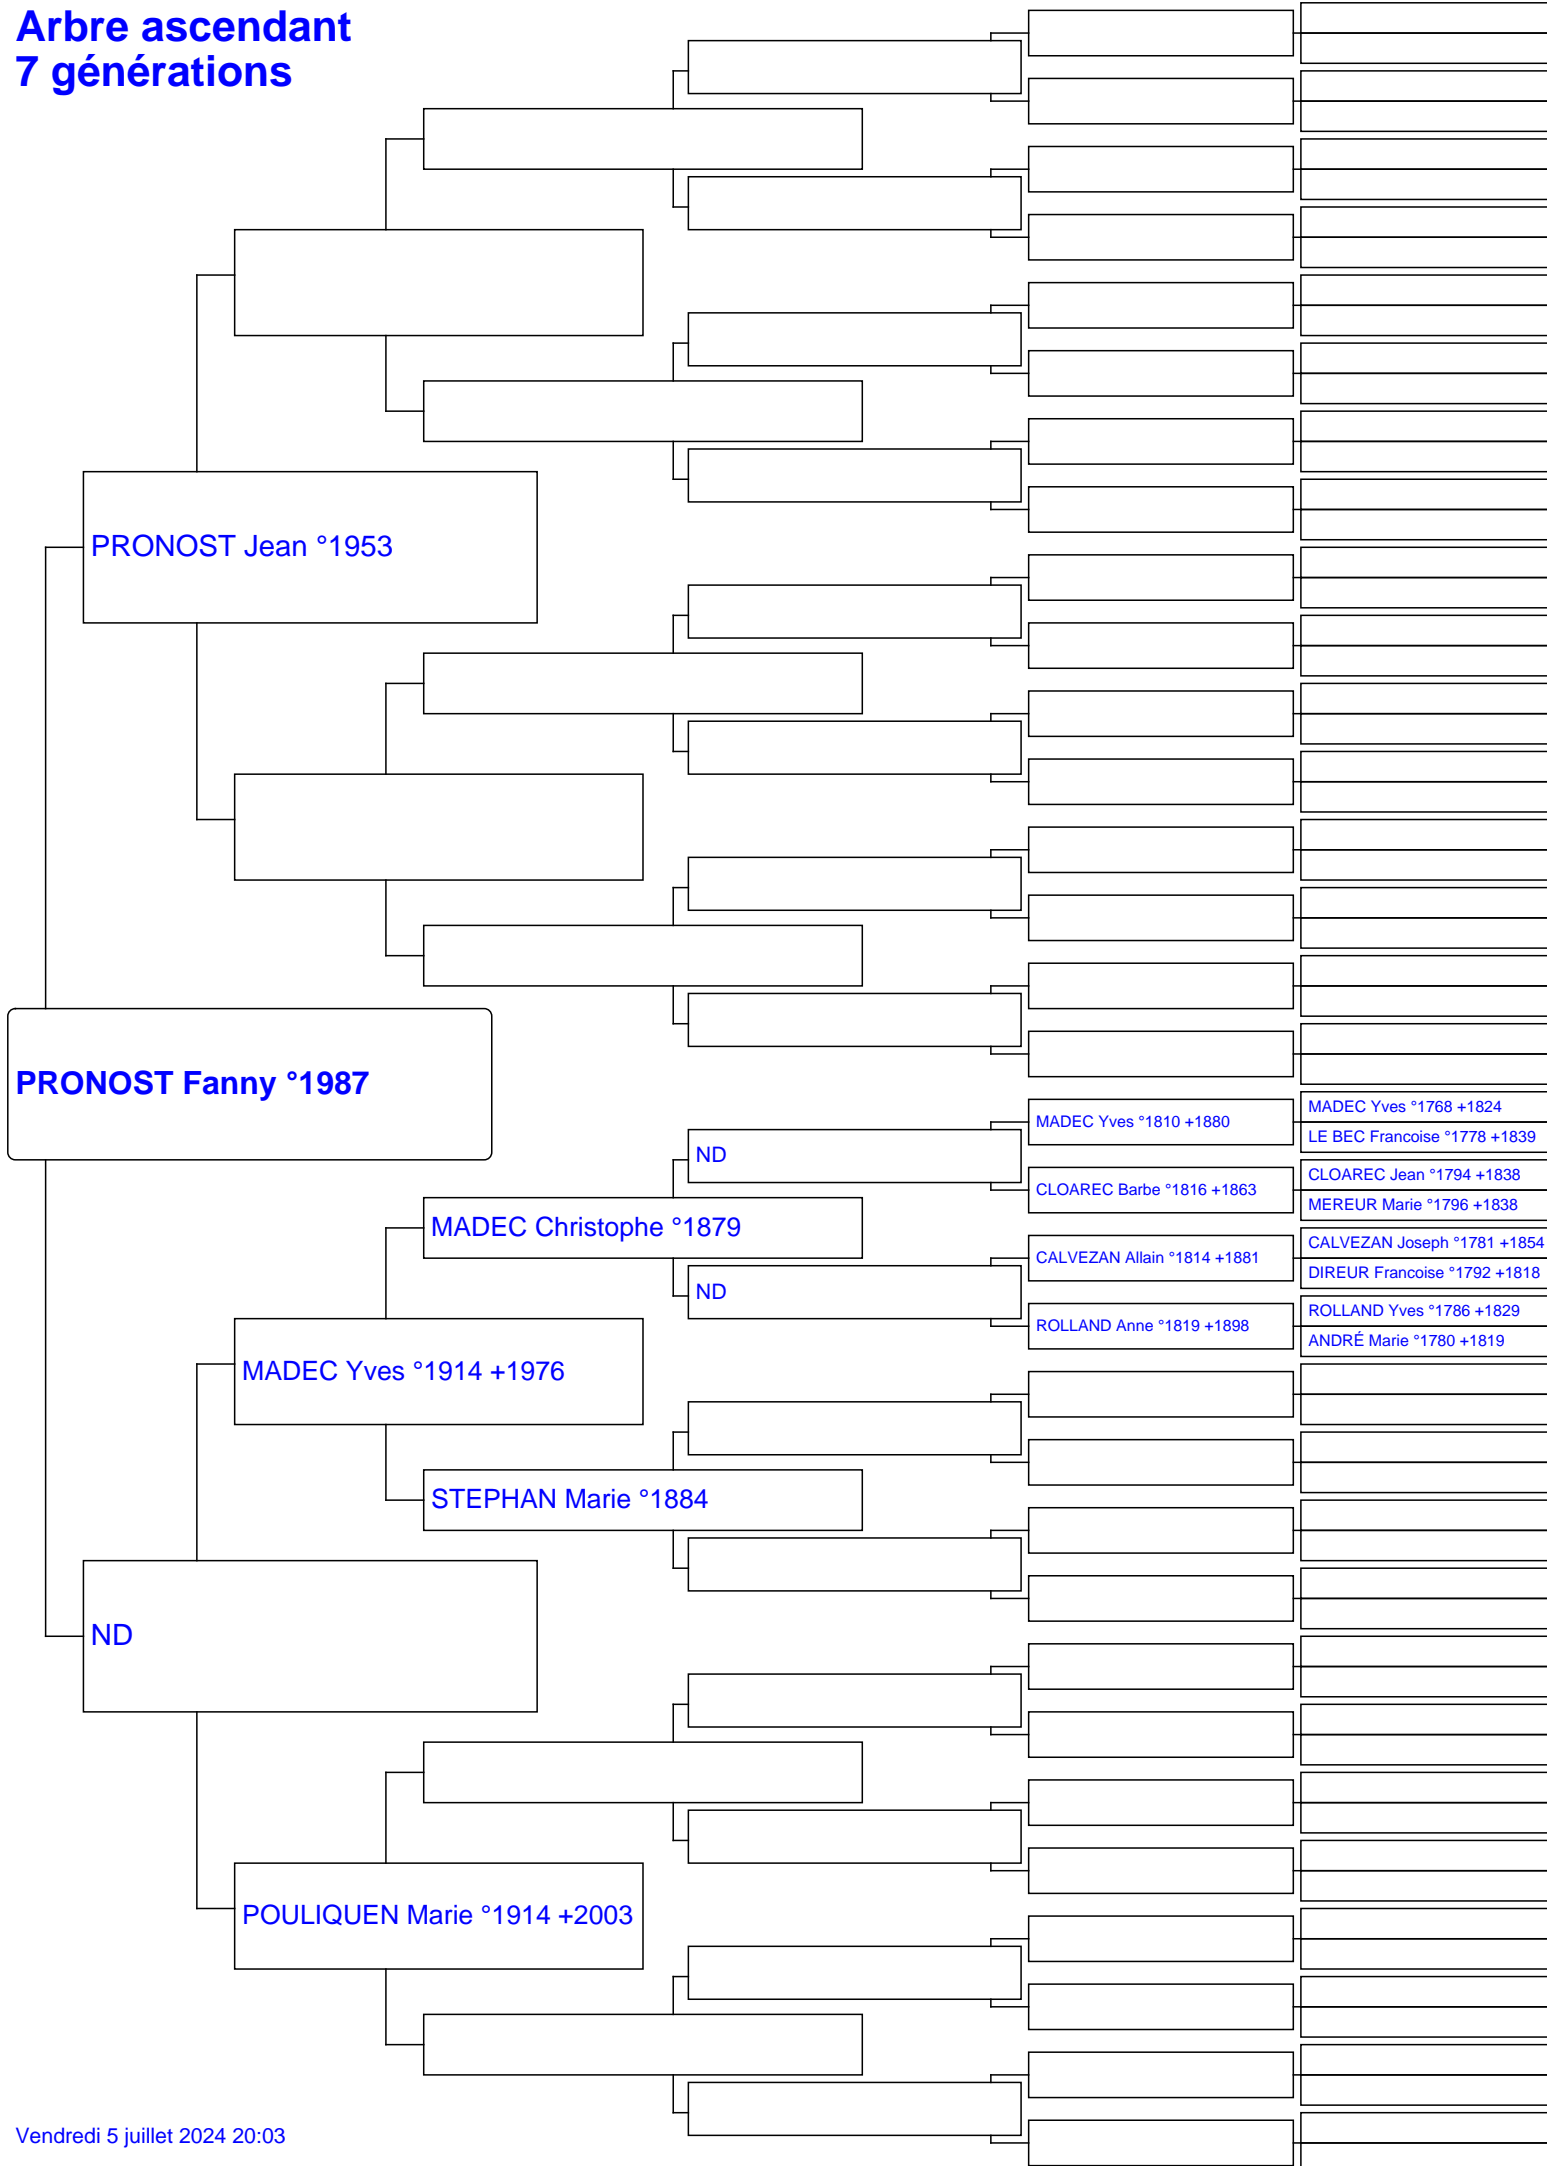 Arbre ascendant
7 générations
PRONOST Jean °1953
PRONOST Fanny °1987
MADEC Yves °1768 +1824
MADEC Yves °1810 +1880
LE BEC Francoise °1778 +1839
ND
CLOAREC Jean °1794 +1838
CLOAREC Barbe °1816 +1863
MEREUR Marie °1796 +1838
MADEC Christophe °1879
CALVEZAN Joseph °1781 +1854
CALVEZAN Allain °1814 +1881
DIREUR Francoise °1792 +1818
ND
ROLLAND Yves °1786 +1829
ROLLAND Anne °1819 +1898
ANDRÉ Marie °1780 +1819
MADEC Yves °1914 +1976
STEPHAN Marie °1884
ND
POULIQUEN Marie °1914 +2003
Vendredi 5 juillet 2024 20:03